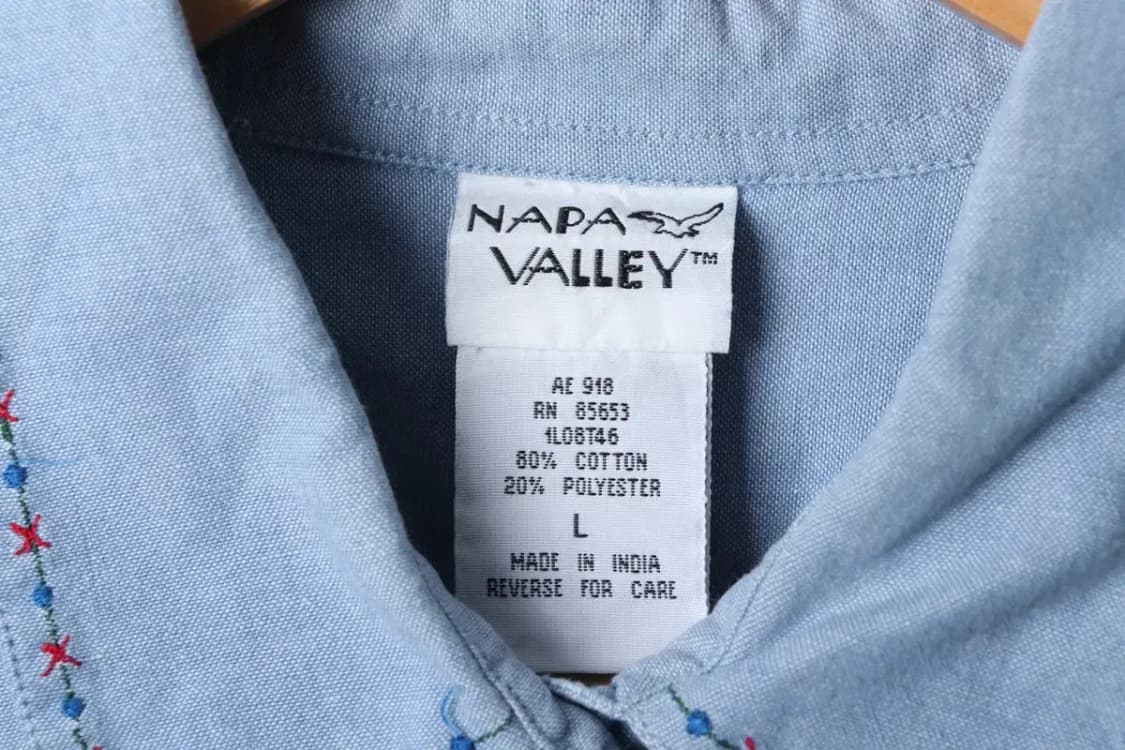 NAPA
VALLEY™
AE 918
RN 85653
1L08T46
80% COTTON
20% POLYESTER
L
MADE IN INDIA
REVERSE FOR CARE